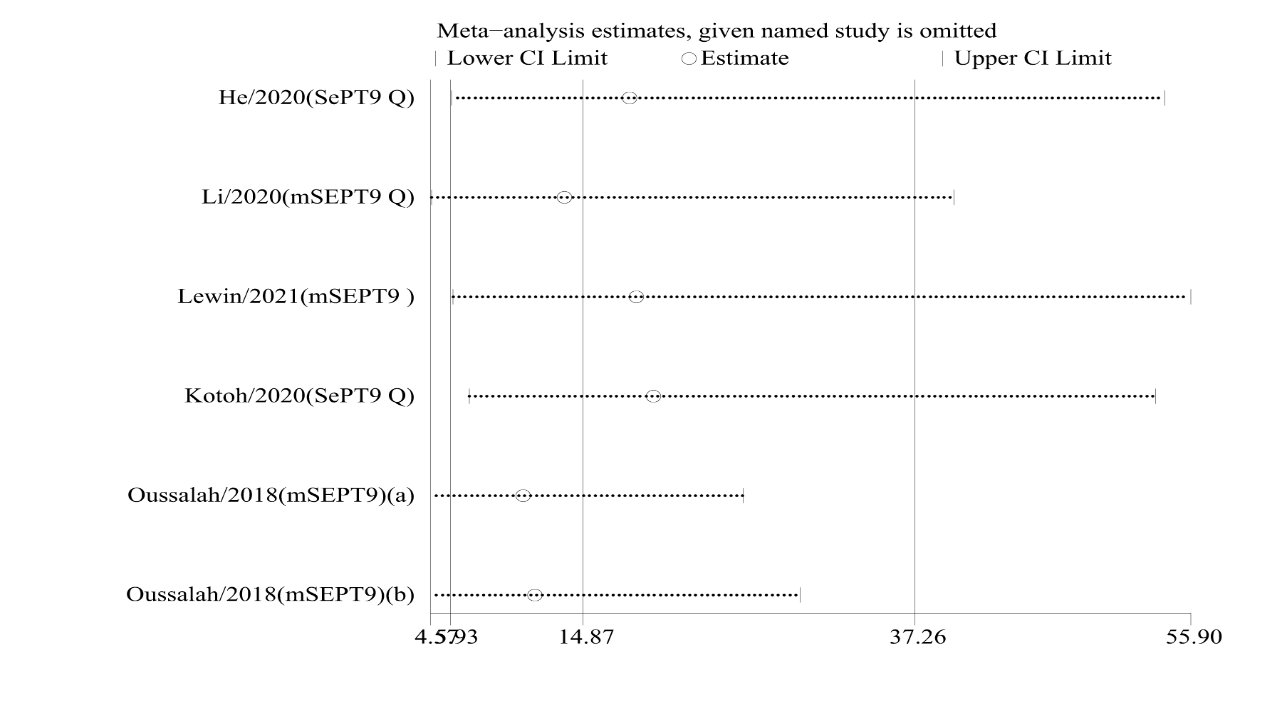 Meta−analysis estimates, given named study is omitted
Lower CI Limit Estimate Upper CI Limit
He/2020(SePT9 Q)
Li/2020(mSEPT9 Q)
Lewin/2021(mSEPT9 )
Kotoh/2020(SePT9 Q)
Oussalah/2018(mSEPT9)(a)
Oussalah/2018(mSEPT9)(b)
14.87 37.26 55.90